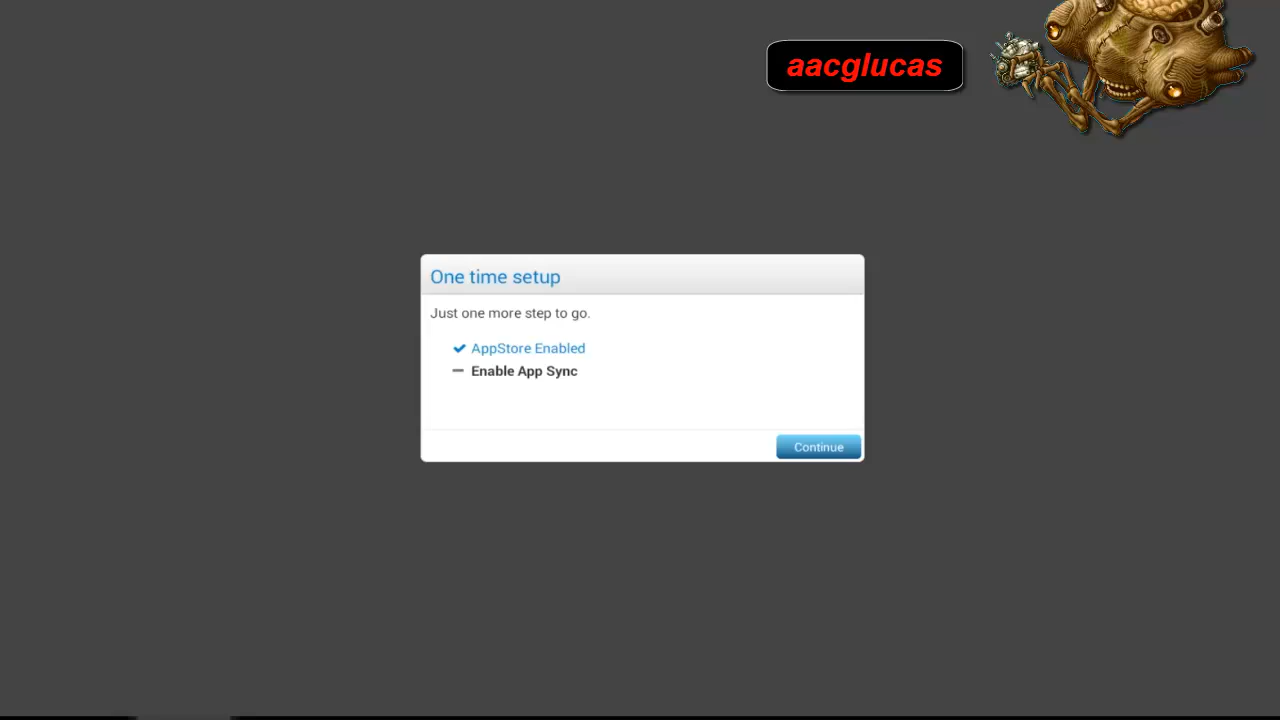 aacglucas
One time setup
Just one more step to go.
AppStore Enabled
Enable App Sync
Continue